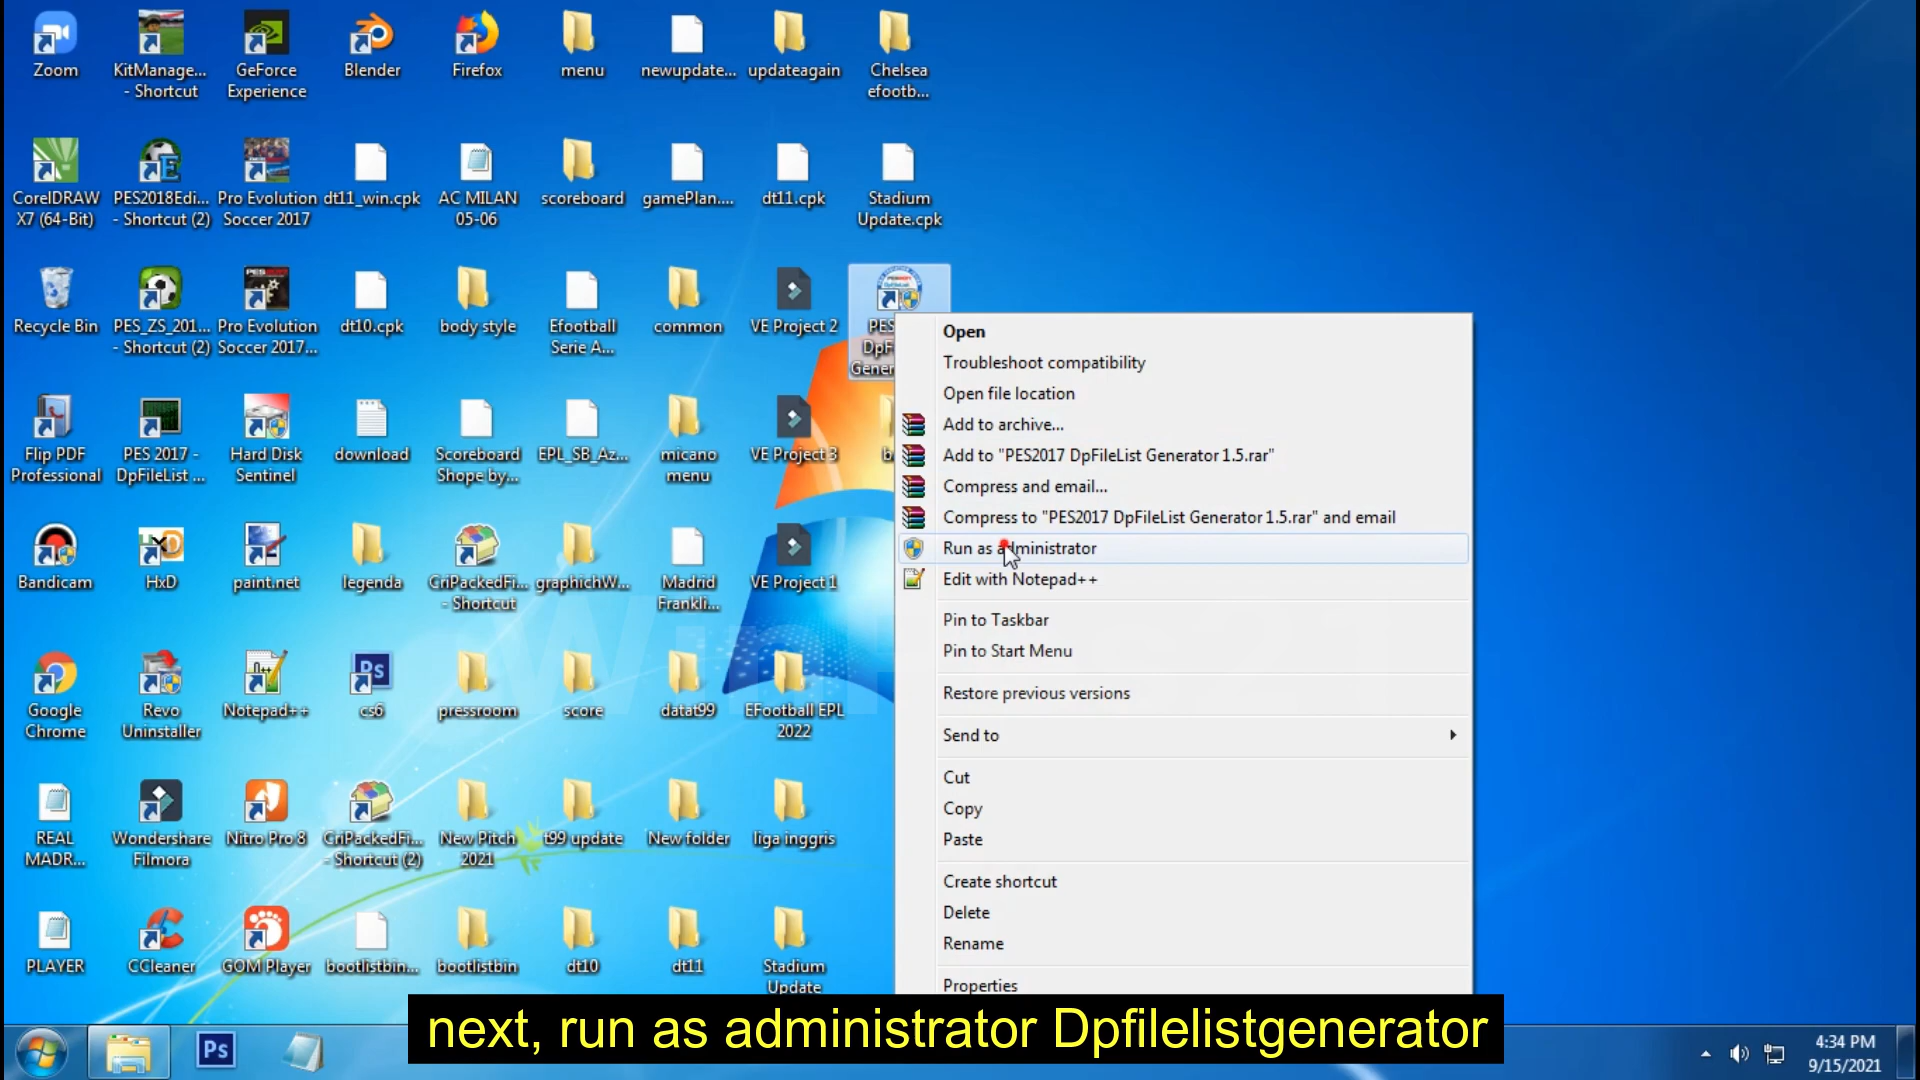 Zoom
KitManage...
- Shortcut
GeForce
Experience
Blender
Firefox
menu
newupdate...
updateagain
Chelsea
efootb...
CorelDRAW
X7 (64-Bit)
PES2018Edi...
- Shortcut (2)
Pro Evolution
Soccer 2017
dt11_win.cpk
AC MILAN
05-06
scoreboard
gamePlan....
dt11.cpk
Stadium
Update.cpk
Recycle Bin
PES_ZS_201...
- Shortcut (2)
Pro Evolution
Soccer 2017...
dt10.cpk
body style
Efootball
Serie A...
common
VE Project 2
PES
DpF
Gener
Flip PDF
Professional
PES 2017 -
DpFileList ...
Hard Disk
Sentinel
download
Scoreboard
Shope by...
EPL_SB_Az...
micano
menu
VE Project 3
b
Bandicam
HxD
paint.net
legenda
CriPackedFi...
- Shortcut
graphichW...
Madrid
Frankli...
VE Project 1
Google
Chrome
Revo
Uninstaller
Notepad++
Ps
cs6
pressroom
score
datat99
EFootball EPL
2022
REAL
MADR...
Wondershare
Filmora
Nitro Pro 8
CriPackedFi...
- Shortcut (2)
New Pitch
2021
t99 update
New folder
liga inggris
PLAYER
CCleaner
GOM Player
bootlistbin...
bootlistbin
dt10
dt11
Stadium
Update
Open
Troubleshoot compatibility
Open file location
Add to archive...
Add to "PES2017 DpFileList Generator 1.5.rar"
Compress and email...
Compress to "PES2017 DpFileList Generator 1.5.rar" and email
Run as administrator
Edit with Notepad++
Pin to Taskbar
Pin to Start Menu
Restore previous versions
Send to
Cut
Copy
Paste
Create shortcut
Delete
Rename
Properties
next, run as administrator Dpfilelistgenerator
Ps
4:34 PM
9/15/2021